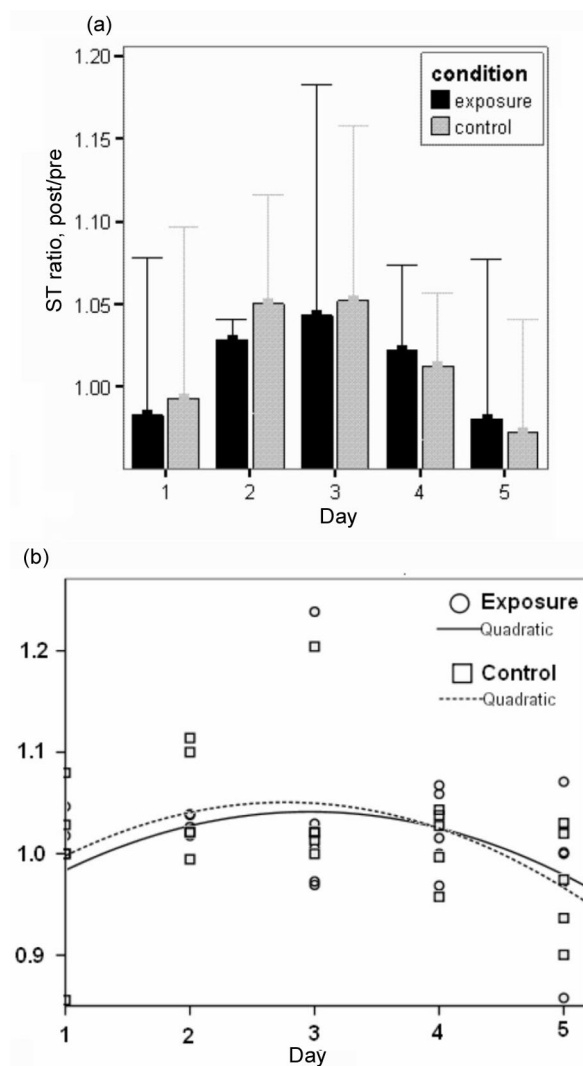 (a)
1.20
1.15
1.10
1.05
1.00
ST ratio, post/pre
condition
exposure
control
1 2 3 4 5
Day
(b)
1.2
1.1
1.0
0.9
Exposure
Quadratic
Control
Quadratic
1 2 3 4 5
Day